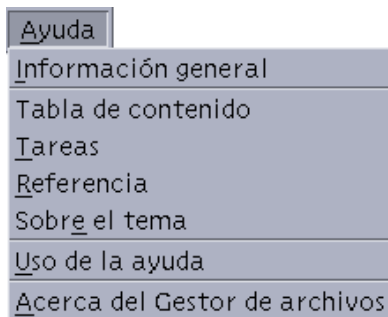 Ayuda
Información general
Tabla de contenido
Tareas
Referencia
Sobre el tema
Uso de la ayuda
Acerca del Gestor de archivos